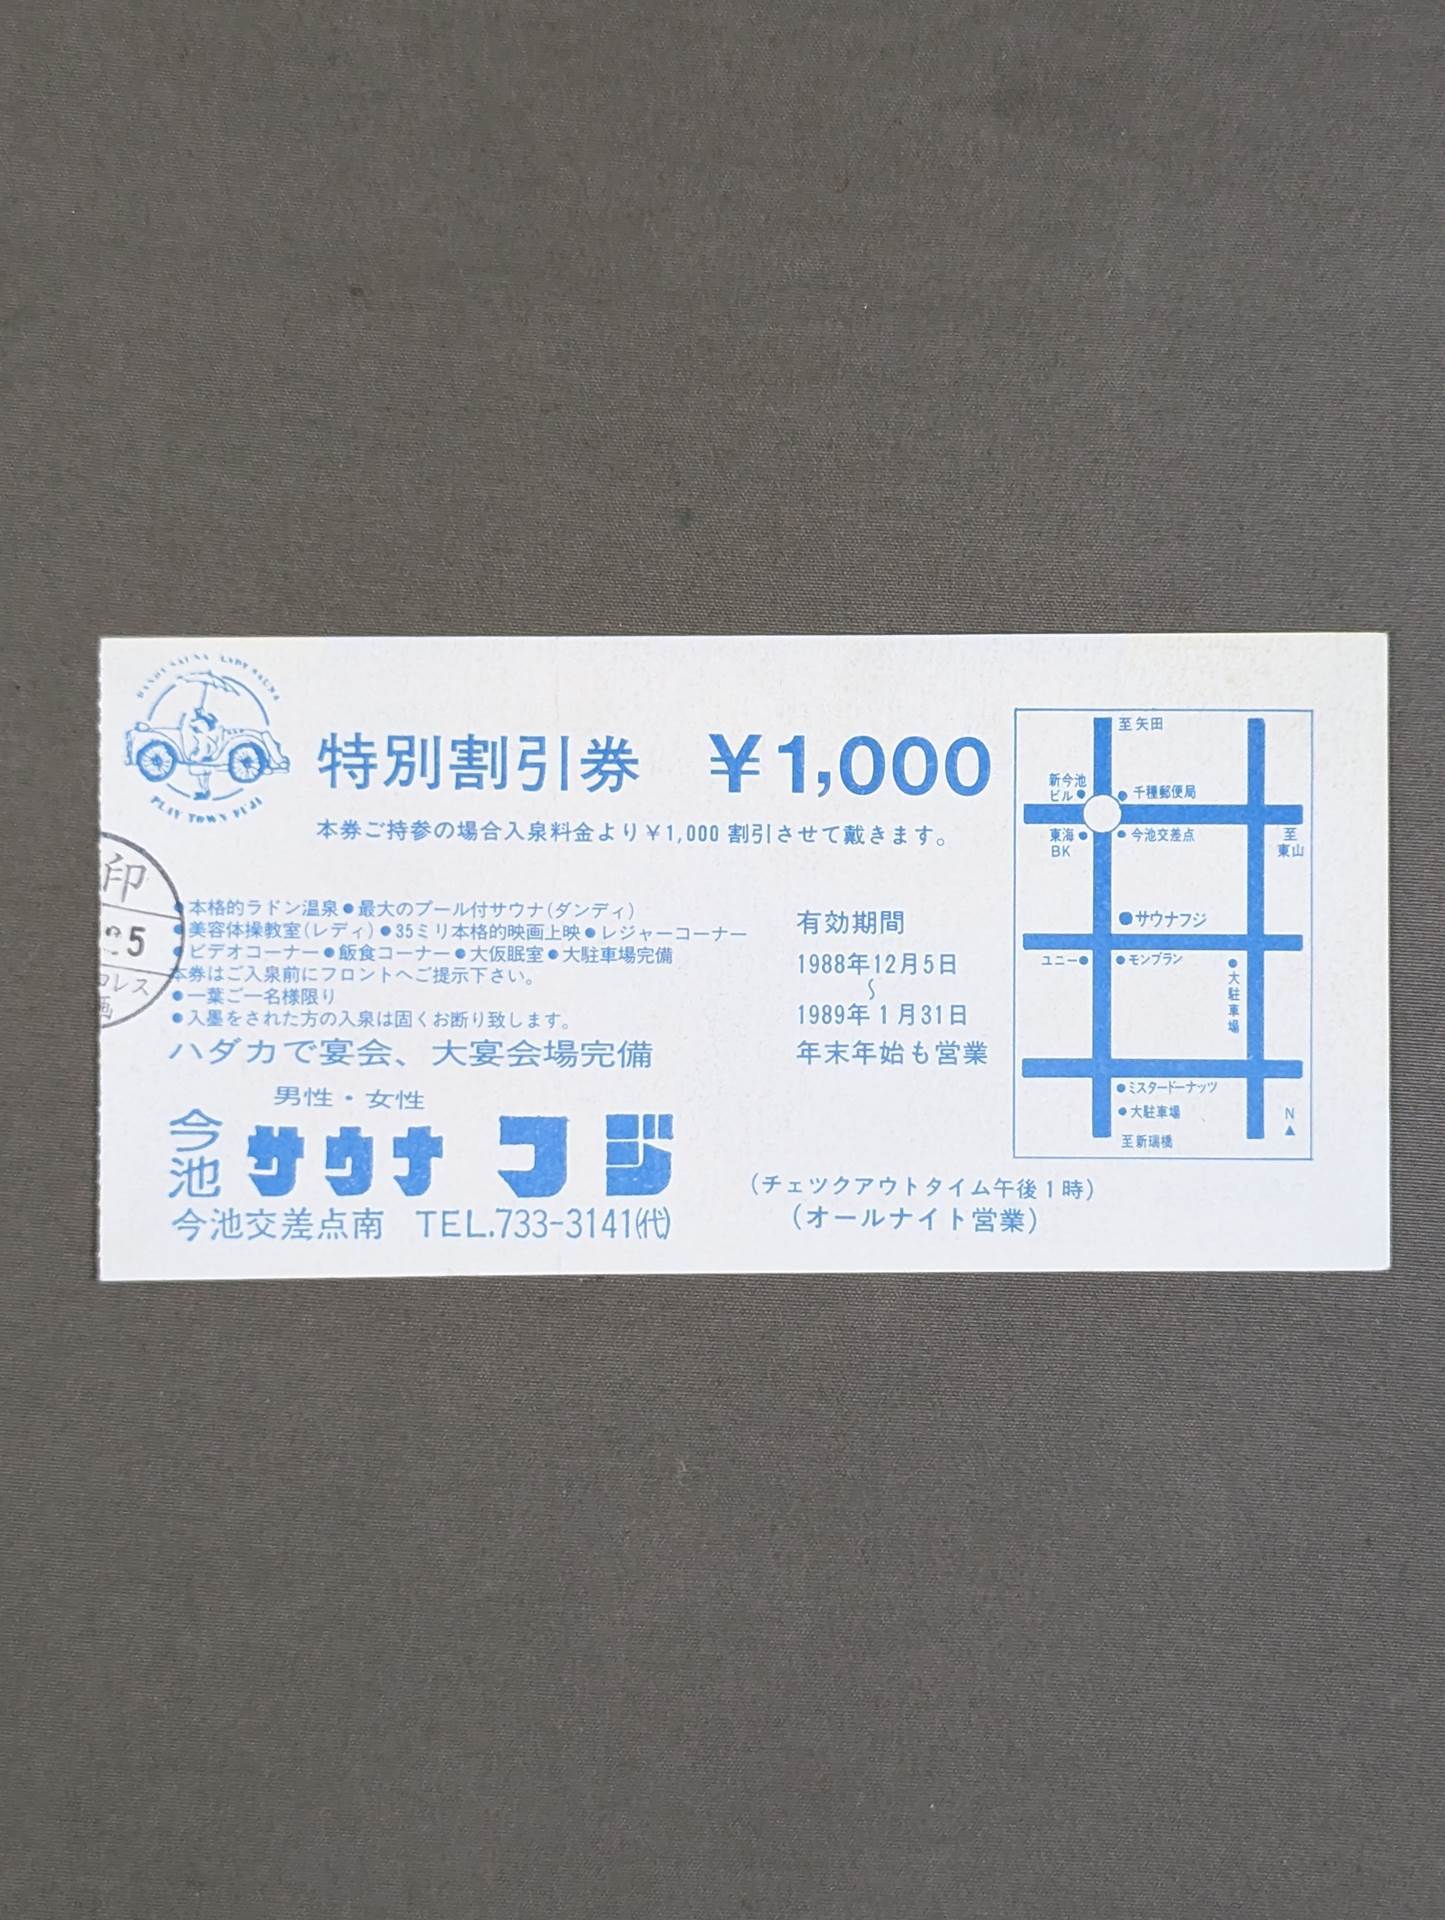 DANDY SAUNA LADY SAUNA
PLAY TOWN FUJI
特別割引券 ¥1,000
本券ご持参の場合入泉料金より¥1,000割引させて戴きます。
印
5
ロレス
画
●本格的ラドン温泉●最大のプール付サウナ(ダンディ)
●美容体操教室(レディ)●35ミリ本格的映画上映●レジャーコーナー
●ビデオコーナー●飯食コーナー●大仮眠室●大駐車場完備
本券はご入泉前にフロントへご提示下さい。
●一葉ご一名様限り
●入墨をされた方の入泉は固くお断り致します。
ハダカで宴会、大宴会場完備
有効期間
1988年12月5日
〜
1989年1月31日
年末年始も営業
男性・女性
今池 サウナ フジ
今池交差点南 TEL.733-3141(代)
(チェツクアウトタイム午後1時)
(オールナイト営業)
至矢田
新今池ビル●
●千種郵便局
東海BK●
●今池交差点
至東山
●サウナフジ
ユニー●
●モンブラン
●大駐車場
●ミスタードーナッツ
●大駐車場
至新瑞橋
N
▲